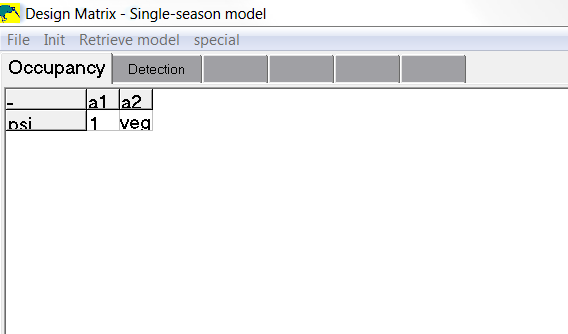 Design Matrix - Single-season model
File Init Retrieve model special
Occupancy Detection
- a1 a2
psi 1 veg